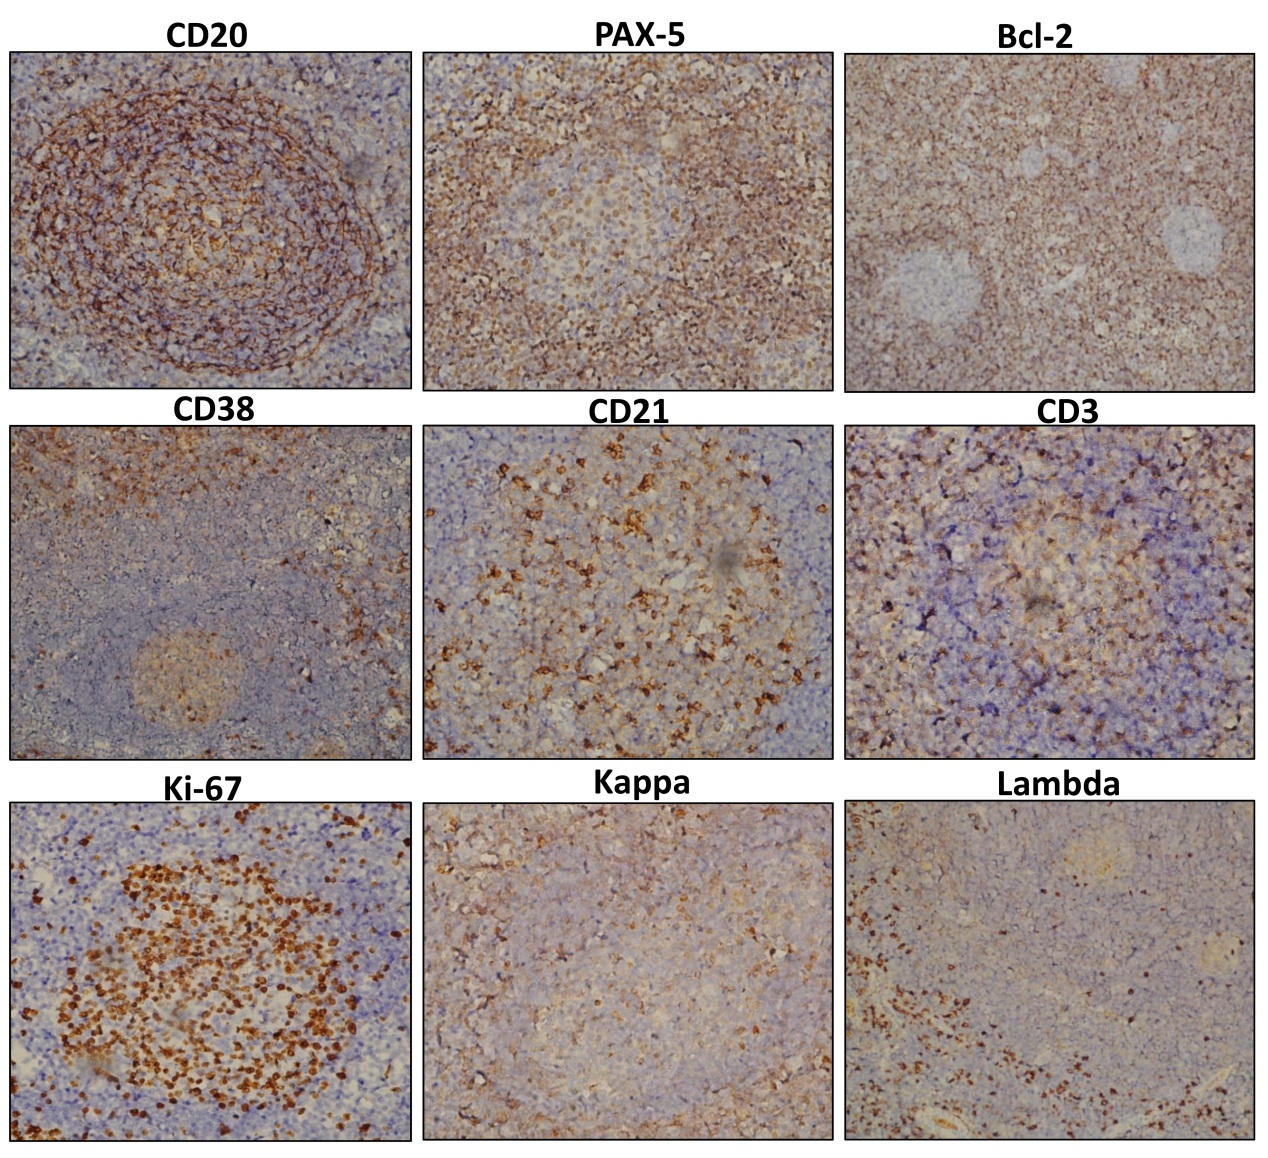 CD20
PAX-5
Bcl-2
CD38
CD21
CD3
Ki-67
Kappa
Lambda